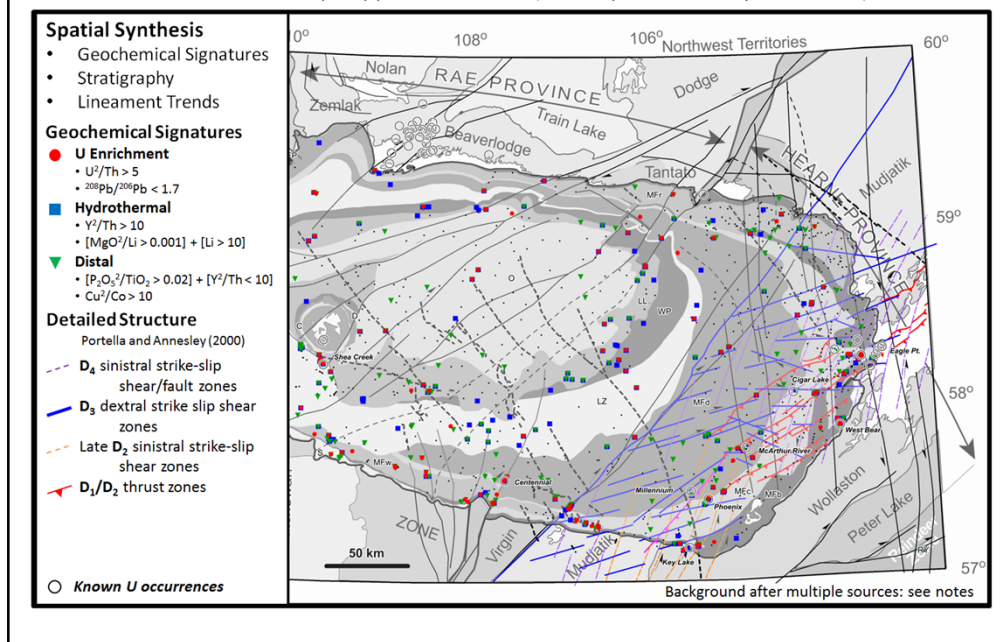 Spatial Synthesis
• Geochemical Signatures
• Stratigraphy
• Lineament Trends
Geochemical Signatures
U Enrichment
• U²/Th > 5
• ²⁰⁸Pb/²⁰⁶Pb < 1.7
Hydrothermal
• Y²/Th > 10
• [MgO²/Li > 0.001] + [Li > 10]
Distal
• [P₂O₅²/TiO₂ > 0.02] + [Y²/Th < 10]
• Cu²/Co > 10
Detailed Structure
Portella and Annesley (2000)
D₄ sinistral strike-slip
shear/fault zones
D₃ dextral strike slip shear
zones
Late D₂ sinistral strike-slip
shear zones
D₁/D₂ thrust zones
Known U occurrences
0°
108°
106°
Northwest Territories
60°
Nolan
RAE PROVINCE
Dodge
Zemlak
Beaverlodge
Train Lake
Tantato
HEARNE PROVINCE
Mudjatik
MFr
59°
O
LL
WP
C
D
Shea Creek
Eagle Pt.
Cigar Lake
58°
LZ
MFd
West Bear
McArthur River
S
MFw
Centennial
Millennium
MFc
MFb
Phoenix
Wollaston
Peter Lake
ZONE
Virgin
Mudjatik
Key Lake
57°
50 km
Background after multiple sources: see notes